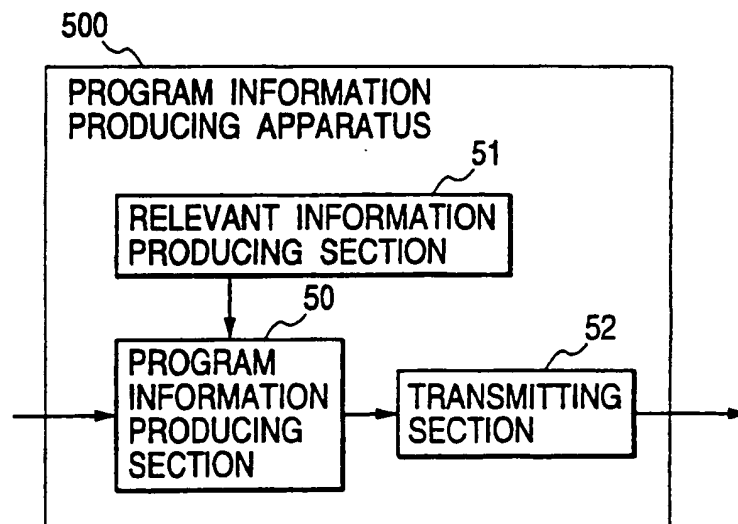 500
PROGRAM INFORMATION
PRODUCING APPARATUS
51
RELEVANT INFORMATION
PRODUCING SECTION
50
PROGRAM
INFORMATION
PRODUCING
SECTION
52
TRANSMITTING
SECTION